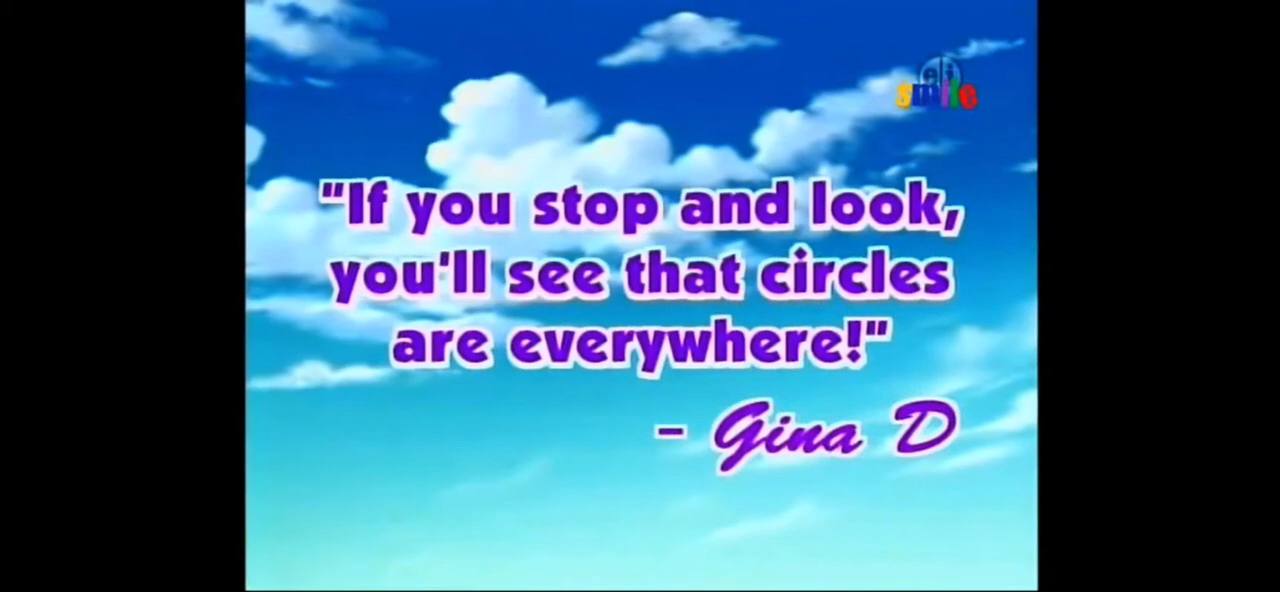 smile
"If you stop and look,
you'll see that circles
are everywhere!"
- Gina D